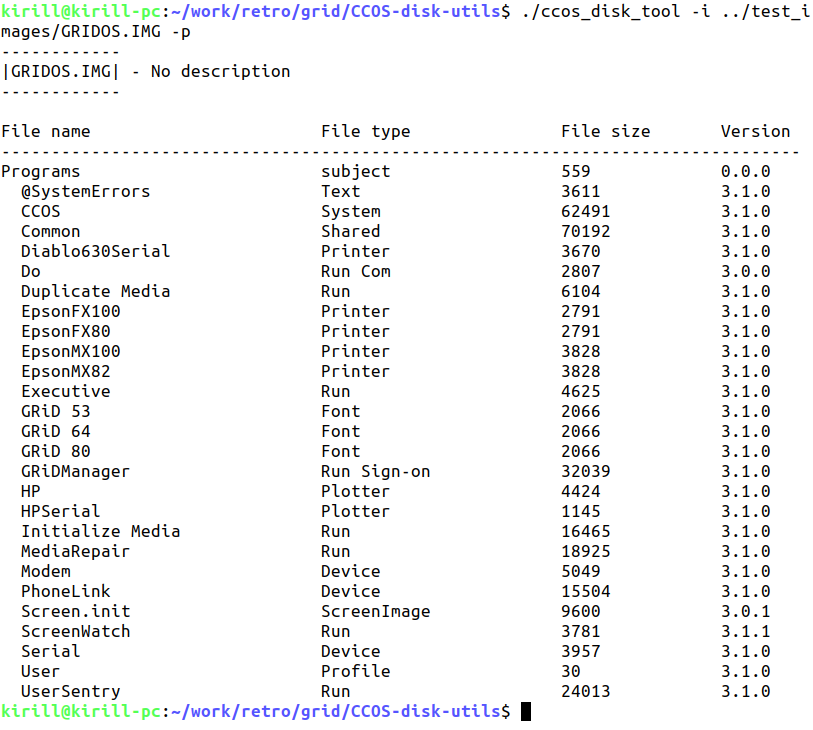 kirill@kirill-pc:~/work/retro/grid/CCOS-disk-utils$ ./ccos_disk_tool -i ../test_i
mages/GRIDOS.IMG -p
------------
|GRIDOS.IMG| - No description
------------
File name                       File type               File size       Version
--------------------------------------------------------------------------------
Programs                        subject                 559             0.0.0
  @SystemErrors                 Text                    3611            3.1.0
  CCOS                          System                  62491           3.1.0
  Common                        Shared                  70192           3.1.0
  Diablo630Serial               Printer                 3670            3.1.0
  Do                            Run Com                 2807            3.0.0
  Duplicate Media               Run                     6104            3.1.0
  EpsonFX100                    Printer                 2791            3.1.0
  EpsonFX80                     Printer                 2791            3.1.0
  EpsonMX100                    Printer                 3828            3.1.0
  EpsonMX82                     Printer                 3828            3.1.0
  Executive                     Run                     4625            3.1.0
  GRiD 53                       Font                    2066            3.1.0
  GRiD 64                       Font                    2066            3.1.0
  GRiD 80                       Font                    2066            3.1.0
  GRiDManager                   Run Sign-on             32039           3.1.0
  HP                            Plotter                 4424            3.1.0
  HPSerial                      Plotter                 1145            3.1.0
  Initialize Media              Run                     16465           3.1.0
  MediaRepair                   Run                     18925           3.1.0
  Modem                         Device                  5049            3.1.0
  PhoneLink                     Device                  15504           3.1.0
  Screen.init                   ScreenImage             9600            3.0.1
  ScreenWatch                   Run                     3781            3.1.1
  Serial                        Device                  3957            3.1.0
  User                          Profile                 30              3.1.0
  UserSentry                    Run                     24013           3.1.0
kirill@kirill-pc:~/work/retro/grid/CCOS-disk-utils$